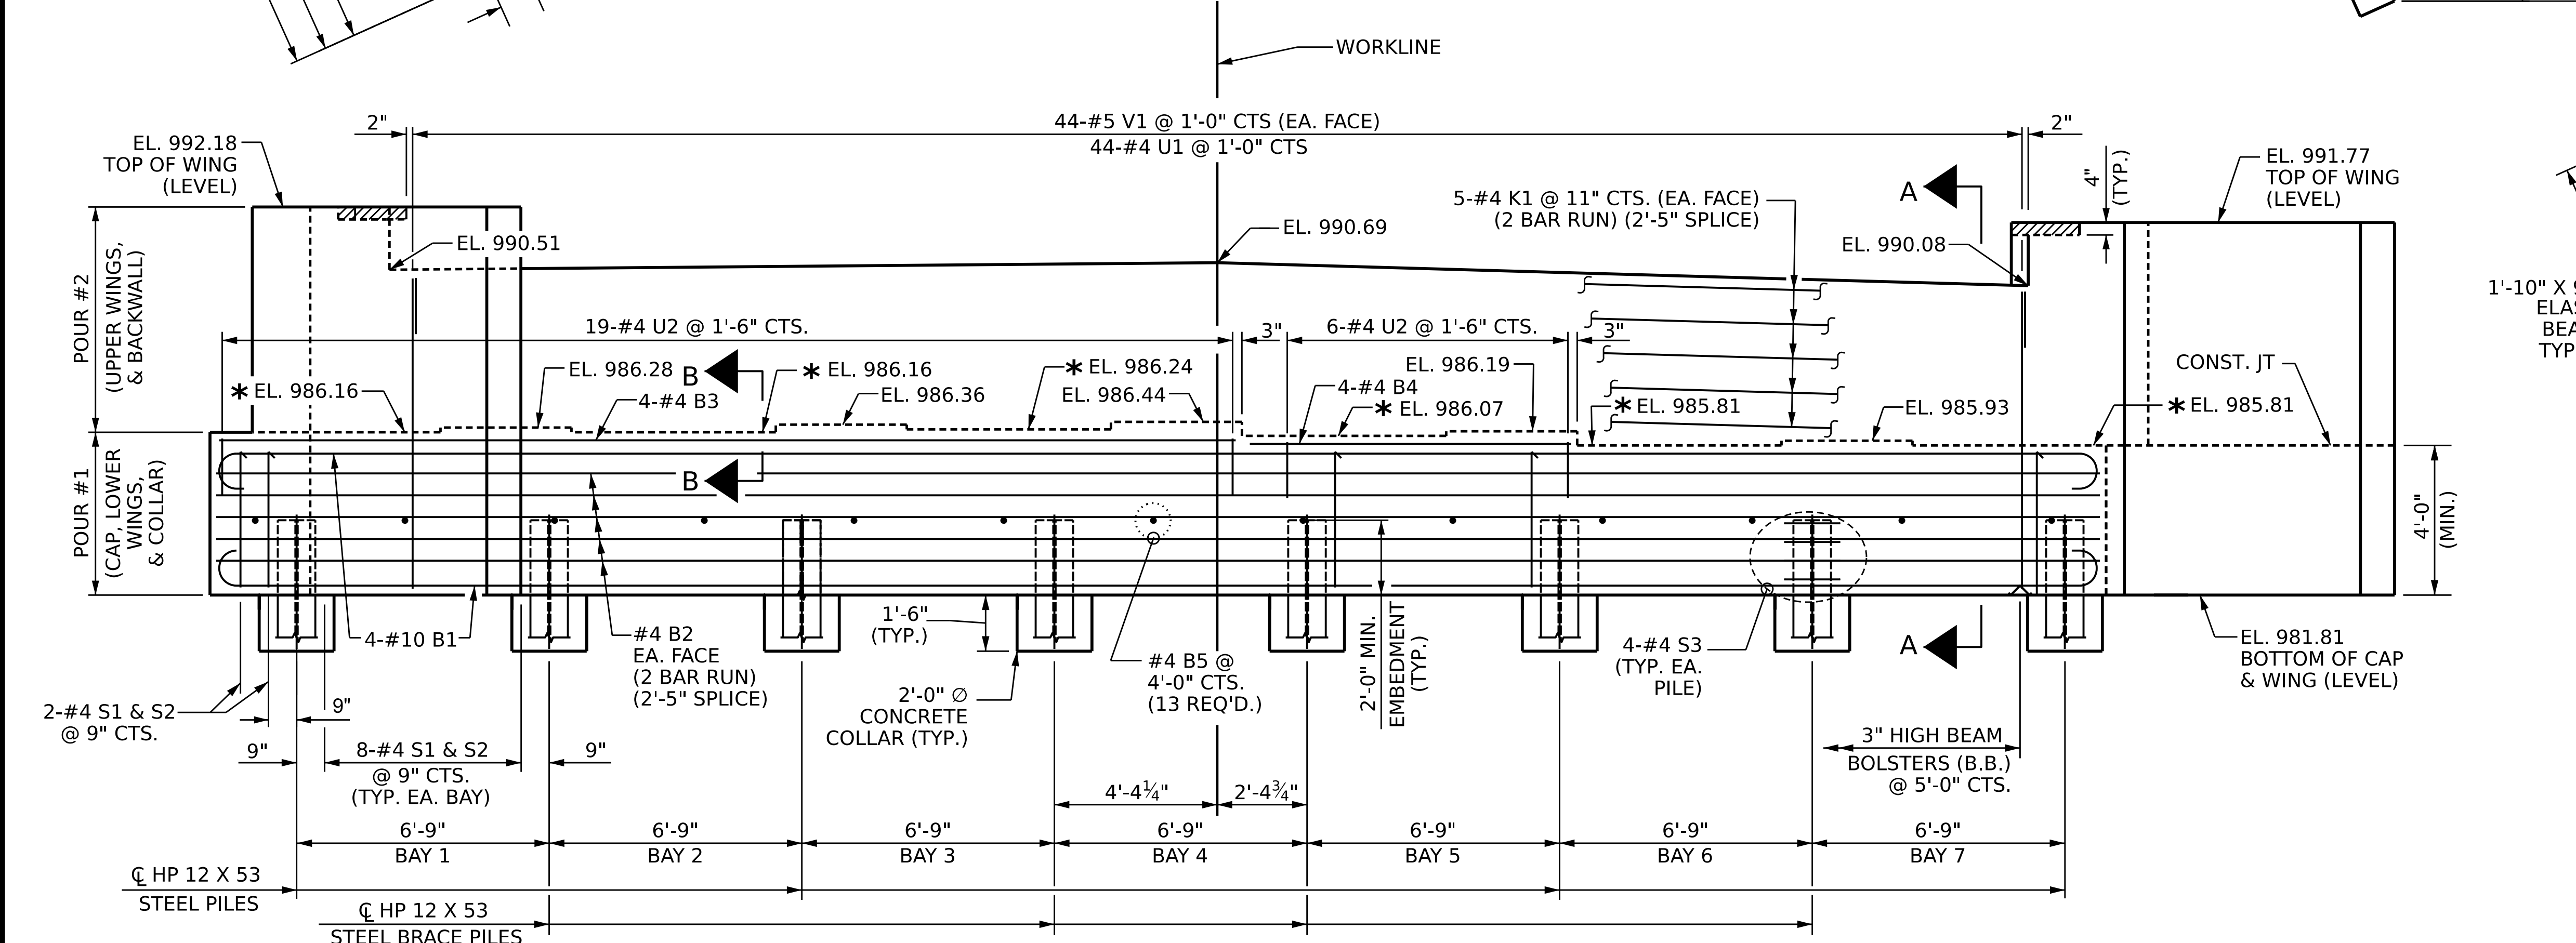 WORKLINE
44-#5 V1 @ 1'-0" CTS (EA. FACE)
44-#4 U1 @ 1'-0" CTS
2"
2"
EL. 992.18
TOP OF WING
(LEVEL)
EL. 991.77
TOP OF WING
(LEVEL)
4"
(TYP.)
A
5-#4 K1 @ 11" CTS. (EA. FACE)
(2 BAR RUN) (2'-5" SPLICE)
EL. 990.51
EL. 990.69
EL. 990.08
POUR #2
(UPPER WINGS,
& BACKWALL)
1'-10" X
19-#4 U2 @ 1'-6" CTS.
3"
6-#4 U2 @ 1'-6" CTS.
3"
CONST. JT
EL. 986.28
B
* EL. 986.16
* EL. 986.24
EL. 986.19
* EL. 986.16
4-#4 B3
EL. 986.36
EL. 986.44
4-#4 B4
* EL. 986.07
* EL. 985.81
EL. 985.93
* EL. 985.81
B
POUR #1
(CAP, LOWER
WINGS,
& COLLAR)
4'-0"
(MIN.)
4-#10 B1
#4 B2
EA. FACE
(2 BAR RUN)
(2'-5" SPLICE)
1'-6"
(TYP.)
2'-0" ∅
CONCRETE
COLLAR (TYP.)
#4 B5 @
4'-0" CTS.
(13 REQ'D.)
2'-0" MIN.
EMBEDMENT
(TYP.)
4-#4 S3
(TYP. EA.
PILE)
A
EL. 981.81
BOTTOM OF CAP
& WING (LEVEL)
2-#4 S1 & S2
@ 9" CTS.
9"
9"
8-#4 S1 & S2
@ 9" CTS.
(TYP. EA. BAY)
9"
3" HIGH BEAM
BOLSTERS (B.B.)
@ 5'-0" CTS.
4'-4¼"
2'-4¾"
6'-9"
6'-9"
6'-9"
6'-9"
6'-9"
6'-9"
6'-9"
BAY 1
BAY 2
BAY 3
BAY 4
BAY 5
BAY 6
BAY 7
℄ HP 12 X 53
STEEL PILES
℄ HP 12 X 53
STEEL BRACE PILES